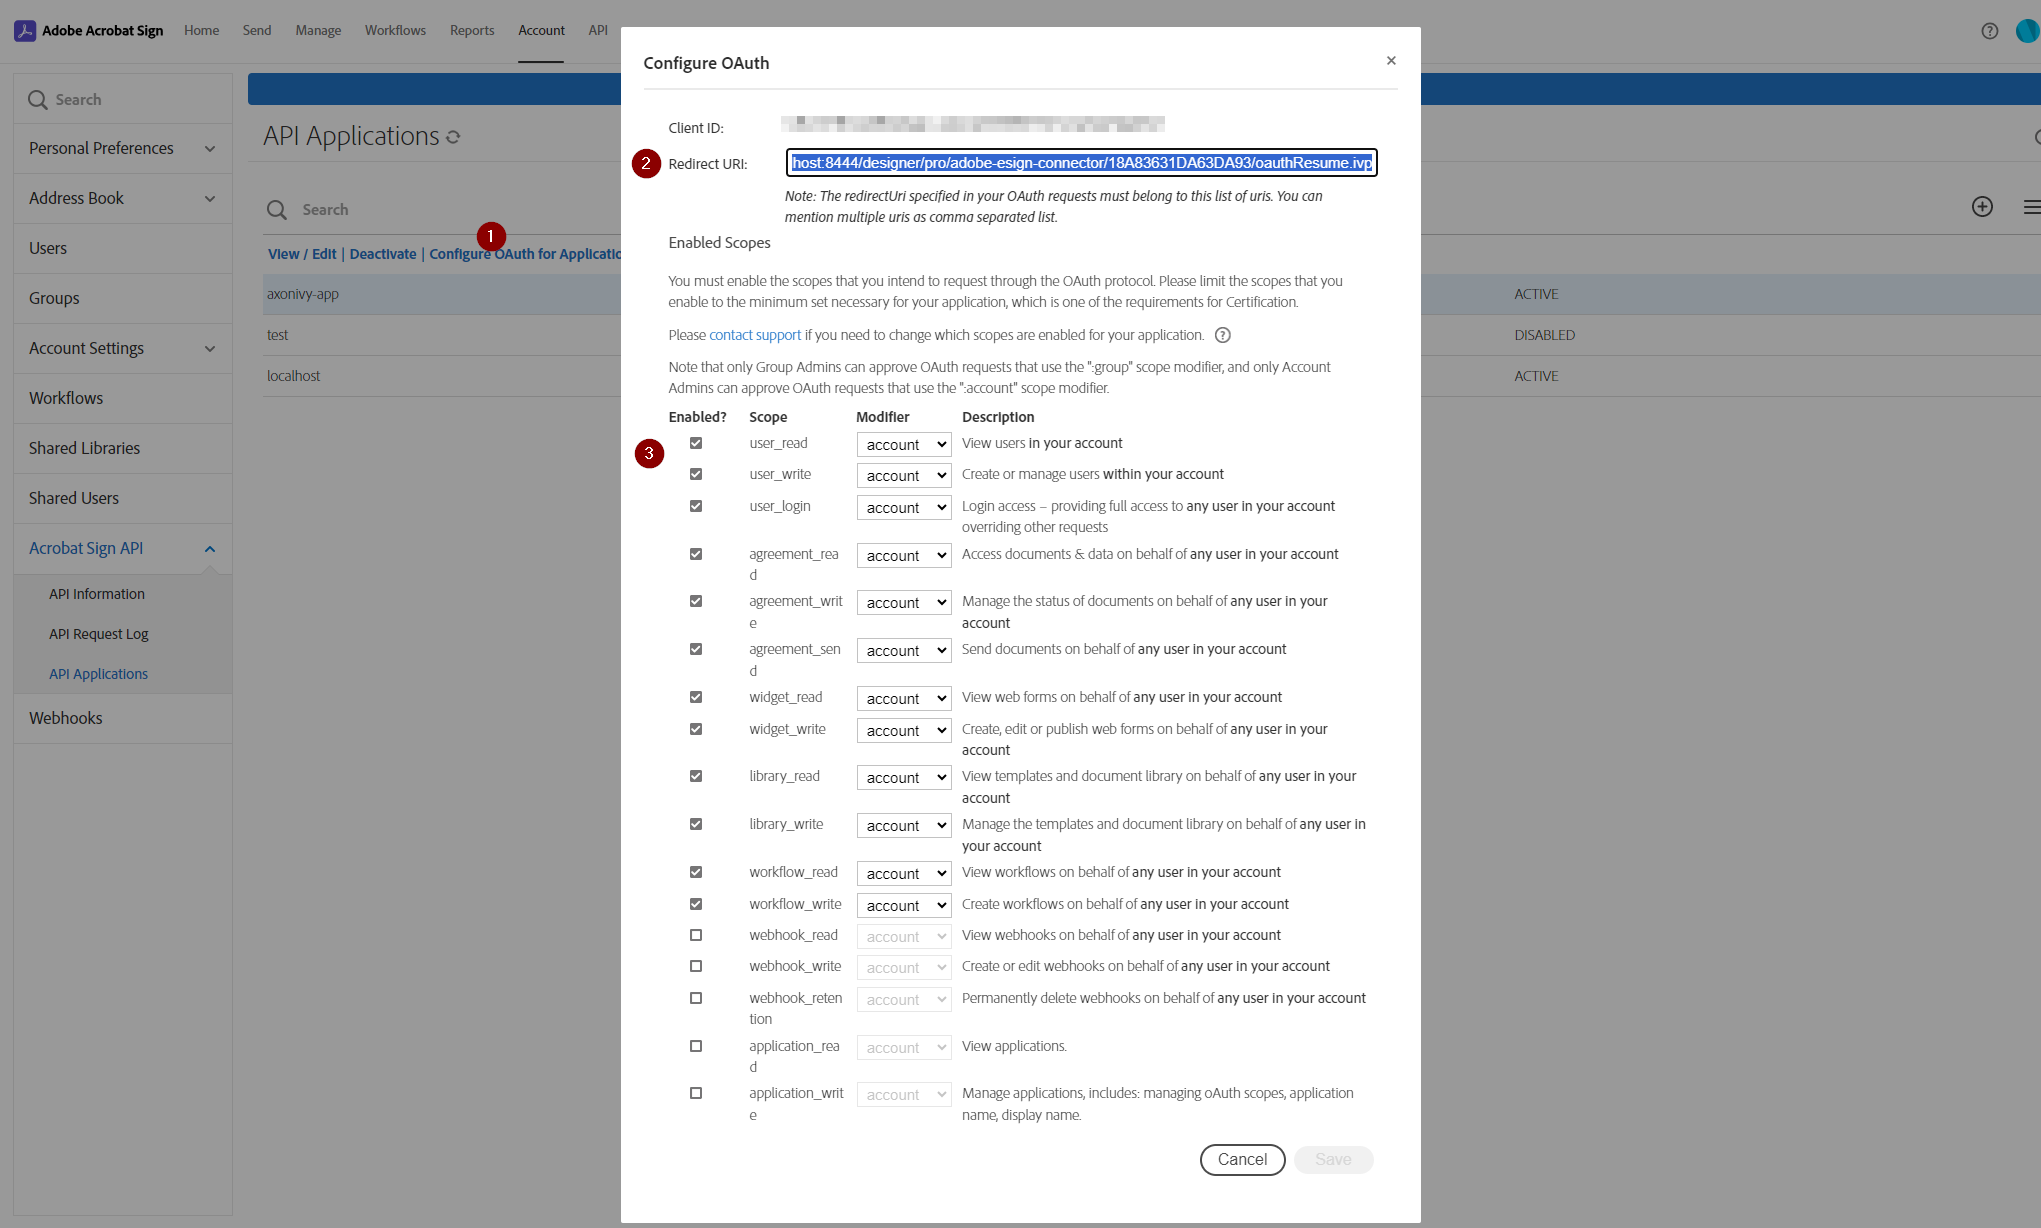 Adobe Acrobat Sign
Home
Send
Manage
Workflows
Reports
Account
API
Search
Personal Preferences
Address Book
Users
Groups
Account Settings
Workflows
Shared Libraries
Shared Users
Acrobat Sign API
API Information
API Request Log
API Applications
Webhooks
API Applications
Search
1
View / Edit | Deactivate | Configure OAuth for Applicatio
axonivy-app
ACTIVE
test
DISABLED
localhost
ACTIVE
Configure OAuth
×
Client ID:
2
Redirect URI:
host:8444/designer/pro/adobe-esign-connector/18A83631DA63DA93/oauthResume.ivp
Note: The redirectUri specified in your OAuth requests must belong to this list of uris. You can
mention multiple uris as comma separated list.
Enabled Scopes
You must enable the scopes that you intend to request through the OAuth protocol. Please limit the scopes that you
enable to the minimum set necessary for your application, which is one of the requirements for Certification.
Please contact support if you need to change which scopes are enabled for your application. ?
Note that only Group Admins can approve OAuth requests that use the ":group" scope modifier, and only Account
Admins can approve OAuth requests that use the ":account" scope modifier.
Enabled? Scope Modifier Description
3
user_read account View users in your account
user_write account Create or manage users within your account
user_login account Login access – providing full access to any user in your account
overriding other requests
agreement_rea account Access documents & data on behalf of any user in your account
d
agreement_writ account Manage the status of documents on behalf of any user in your
e account
agreement_sen account Send documents on behalf of any user in your account
d
widget_read account View web forms on behalf of any user in your account
widget_write account Create, edit or publish web forms on behalf of any user in your
account
library_read account View templates and document library on behalf of any user in your
account
library_write account Manage the templates and document library on behalf of any user in
your account
workflow_read account View workflows on behalf of any user in your account
workflow_write account Create workflows on behalf of any user in your account
webhook_read account View webhooks on behalf of any user in your account
webhook_write account Create or edit webhooks on behalf of any user in your account
webhook_reten account Permanently delete webhooks on behalf of any user in your account
tion
application_rea account View applications.
d
application_writ account Manage applications, includes: managing oAuth scopes, application
e name, display name.
Cancel
Save